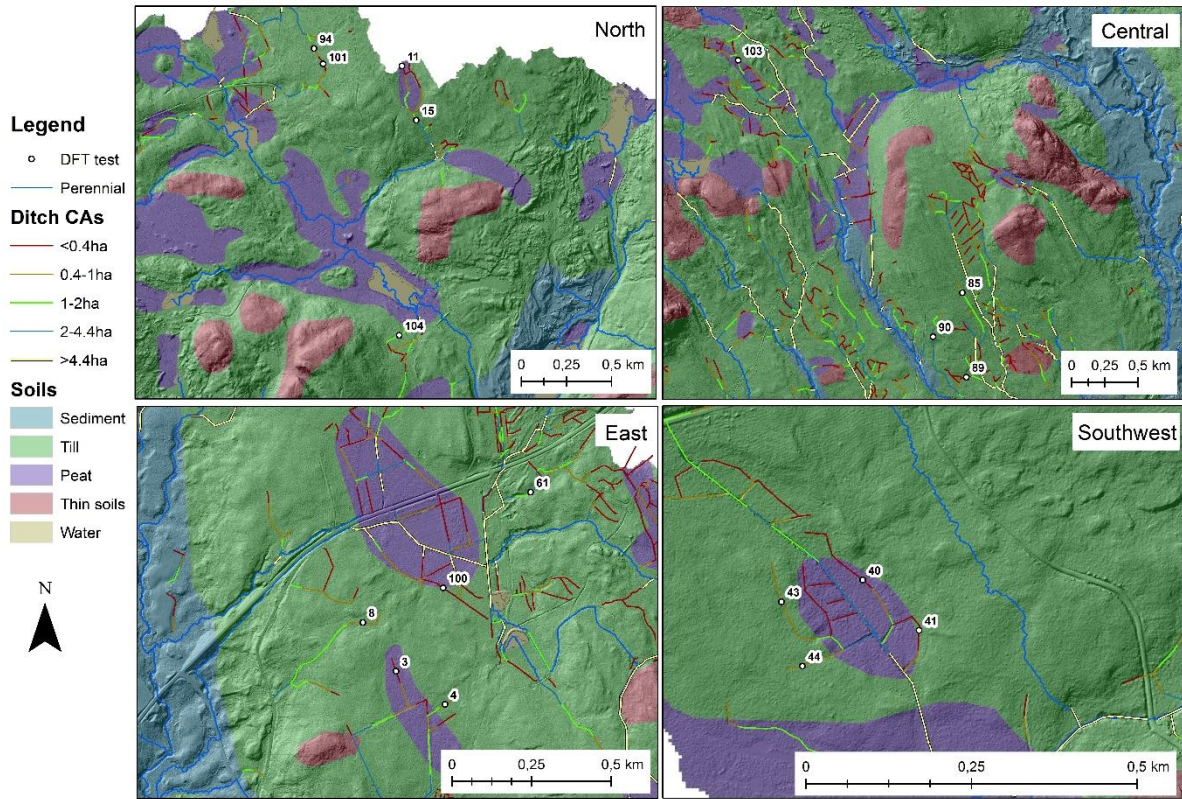 Legend
DFT test
Perennial
Ditch CAs
<0.4ha
0.4-1ha
1-2ha
2-4.4ha
>4.4ha
Soils
Sediment
Till
Peat
Thin soils
Water
N
North
94
101
11
15
104
0 0,25 0,5 km
Central
103
85
90
89
0 0,25 0,5 km
East
61
100
8
3
4
0 0,25 0,5 km
Southwest
40
43
41
44
0 0,25 0,5 km